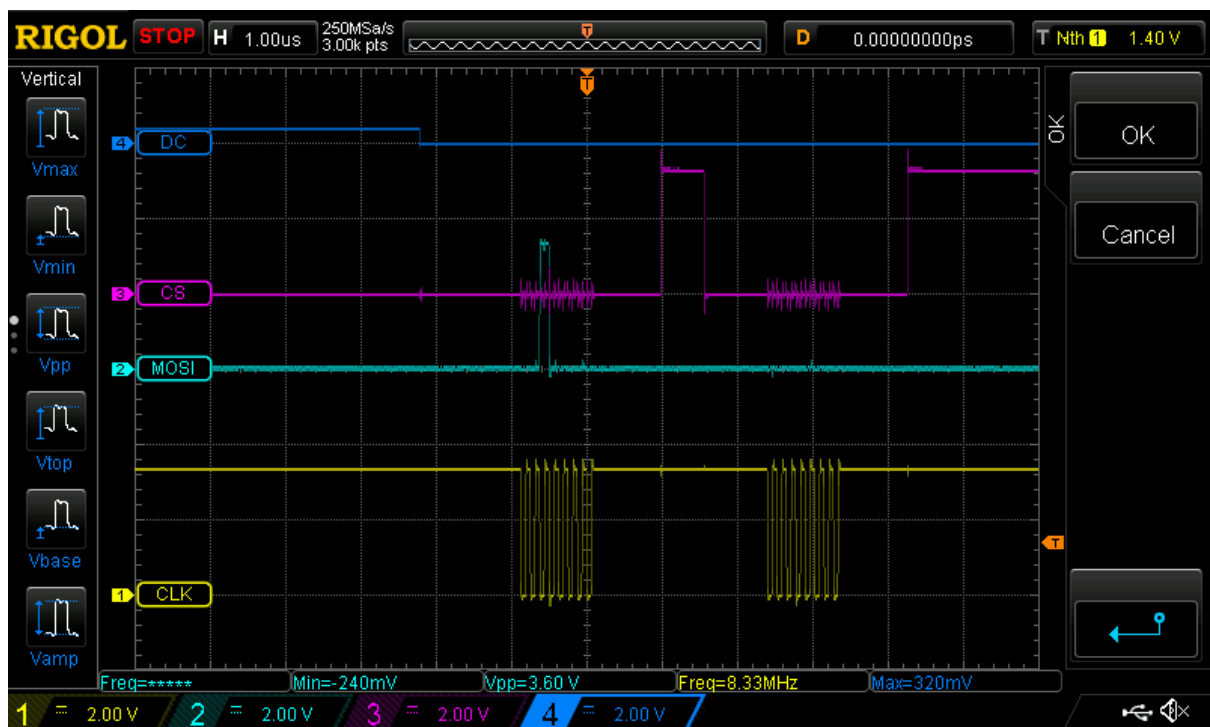 RIGOL STOP H 1.00us 250MSa/s 3.00k pts T D 0.00000000ps T Nth 1 1.40 V
Vertical
T
OK
OK
4 DC
Vmax
Cancel
Vmin
3 CS
Vpp
2 MOSI
Vtop
Vbase
T
1 CLK
Vamp
Freq=***** Min=-240mV Vpp=3.60 V Freq=8.33MHz Max=320mV
1 = 2.00 V 2 = 2.00 V 3 = 2.00 V 4 = 2.00 V